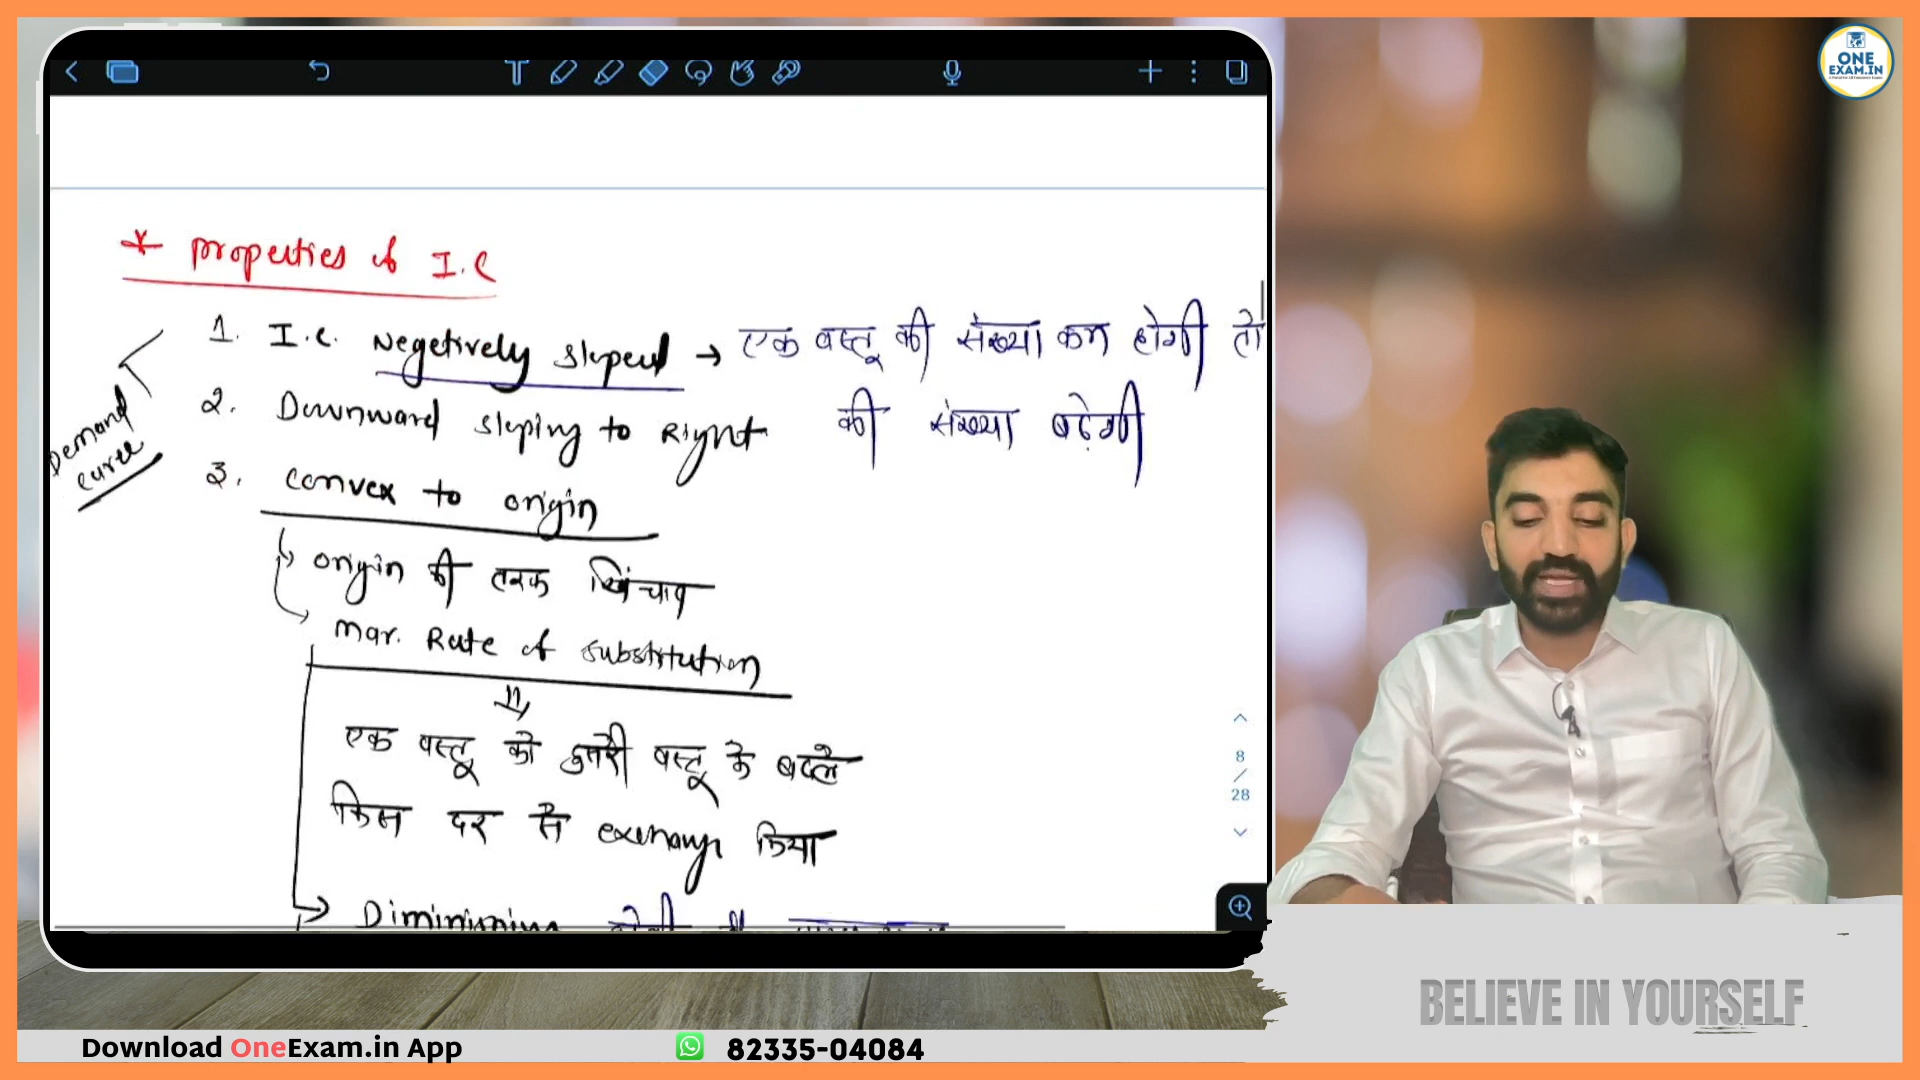 ONE
EXAM.IN
* Properties of I.C
1. I.C. Negetively sloped → एक वस्तू की संख्या कम होगी तो
2. Downward sloping to Right की संख्या बढ़ेगी
Demand
curve
3. Convex to origin
origin की तरफ खिंचाव
Mar. Rate of substitution
एक वस्तू को दुसरी वस्तू के बदले
किस दर से exchange किया
8
/
28
→ Diminishing होती है
BELIEVE IN YOURSELF
Download OneExam.in App
82335-04084